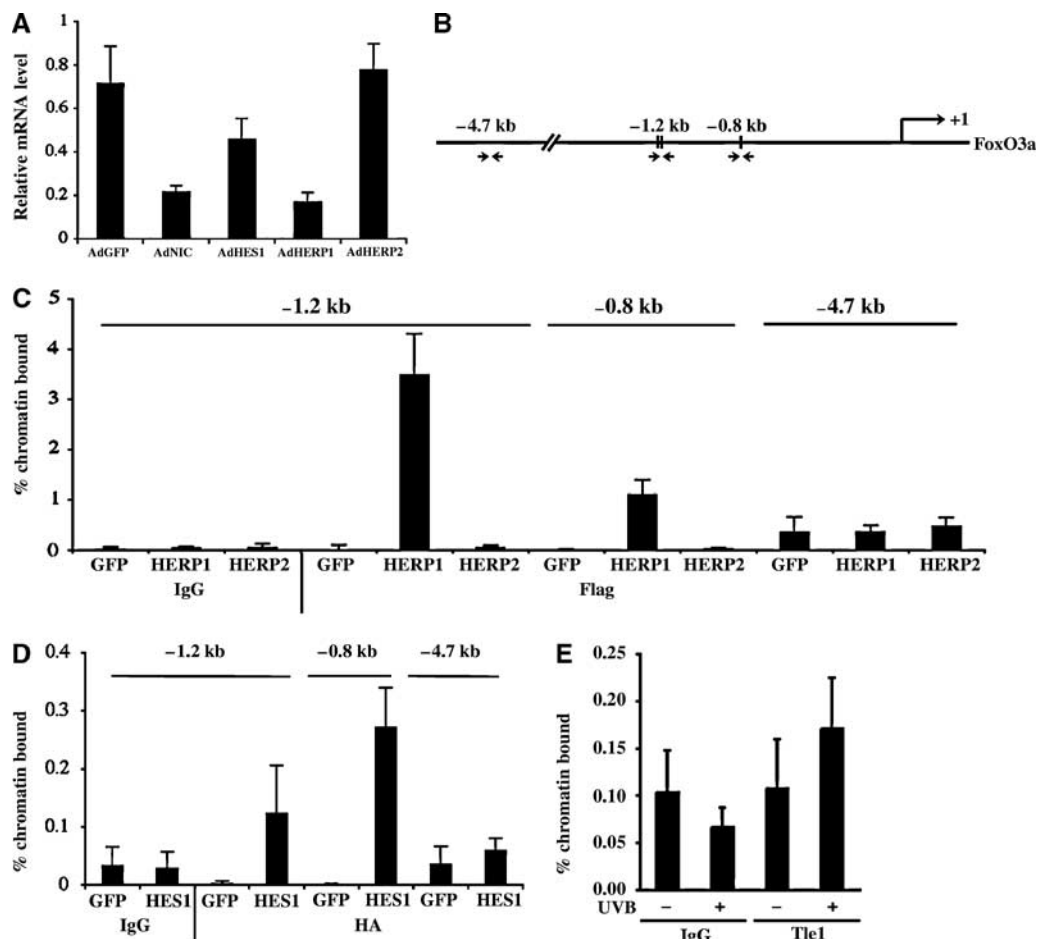 A
Relative mRNA level
1
0.8
0.6
0.4
0.2
0
AdGFP AdNIC AdHES1 AdHERP1 AdHERP2
B
−4.7 kb −1.2 kb −0.8 kb +1
FoxO3a
C
% chromatin bound
5
4
3
2
1
0
−1.2 kb −0.8 kb −4.7 kb
GFP HERP1 HERP2 GFP HERP1 HERP2 GFP HERP1 HERP2 GFP HERP1 HERP2
IgG Flag
D
% chromatin bound
0.4
0.3
0.2
0.1
0
−1.2 kb −0.8 kb −4.7 kb
GFP HES1 GFP HES1 GFP HES1 GFP HES1
IgG HA
E
% chromatin bound
0.25
0.20
0.15
0.10
0.05
0.00
UVB − + − +
IgG Tle1